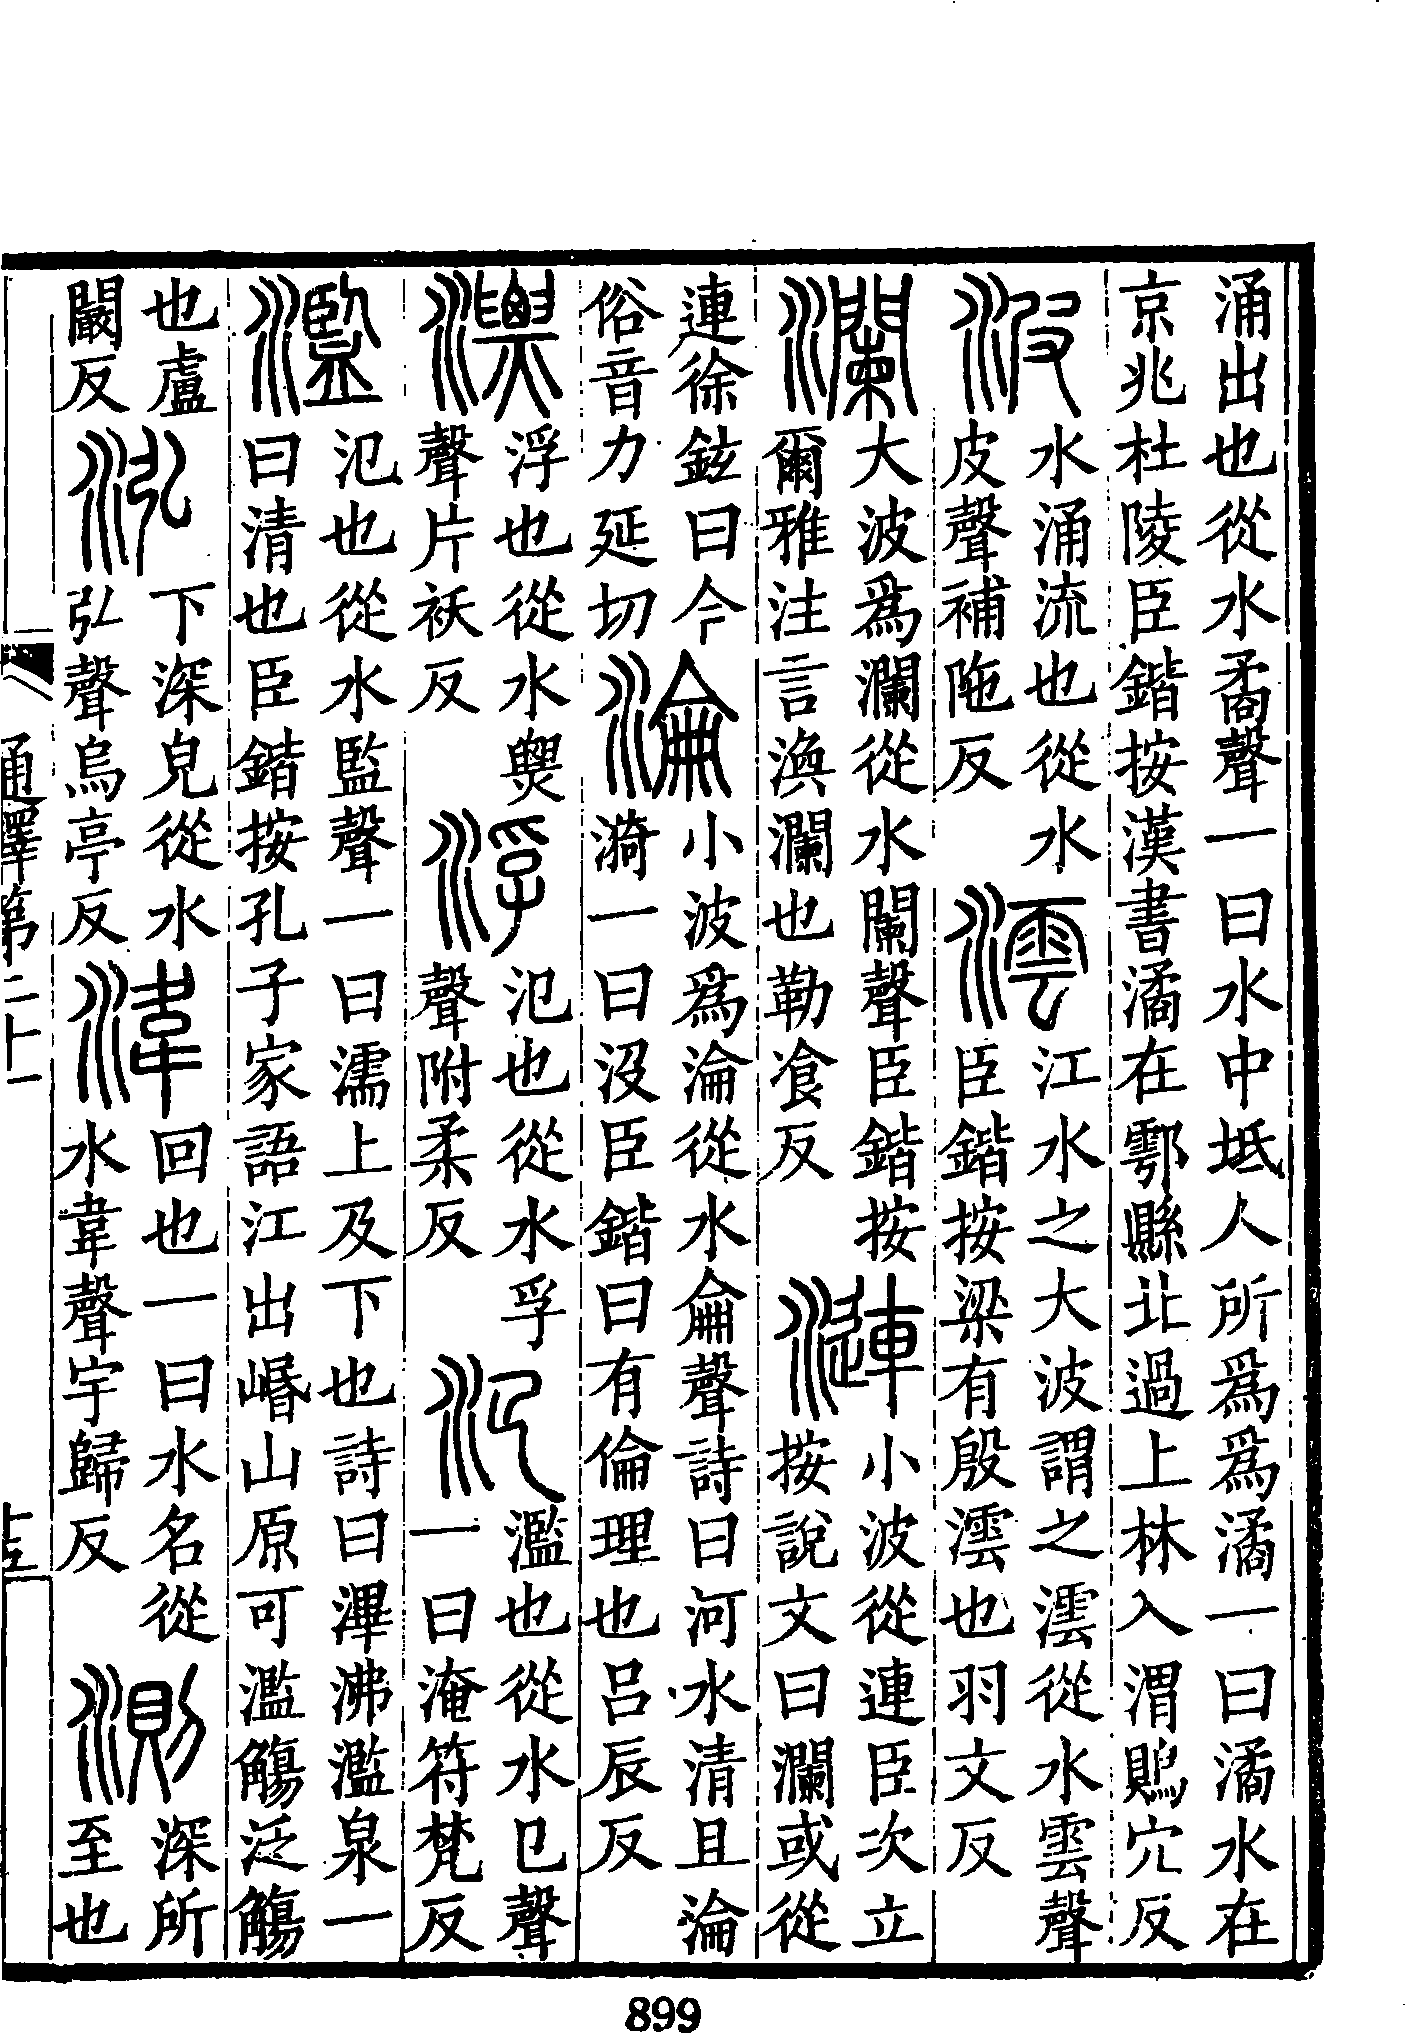 涌出也從水矞聲一曰水中坻人所爲爲潏一曰潏水在
京兆杜陵臣鍇按漢書潏在鄠縣北過上林入渭穴反
波
水涌流也從水
皮聲補陁反
澐
江水之大波謂之澐從水雲聲
臣鍇按梁有殷澐也羽文反
瀾
大波爲瀾從水闌聲臣鍇按
爾雅注言渙瀾也勒飡反
漣
小波從連臣次立
按說文曰瀾或從
連徐鉉曰今
俗音力延切
淪
小波爲淪從水侖聲詩曰河水清且淪
漪一曰沒臣鍇曰有倫理也呂辰反
漂
浮也從水𤐫
聲片袄反
浮
氾也從水孚
聲附柔反
氾
濫也從水㔾聲
一曰淹符梵反
濫
氾也從水監聲一曰濡上及下也詩曰滭沸濫泉一
曰清也臣鍇按孔子家語江出㟭山原可濫觴泛觴
也盧
闞反
泓
下深皃從水
弘聲烏亭反
湋
回也一曰水名從
水韋聲宇歸反
測
深所
至也
通釋第二十一
899